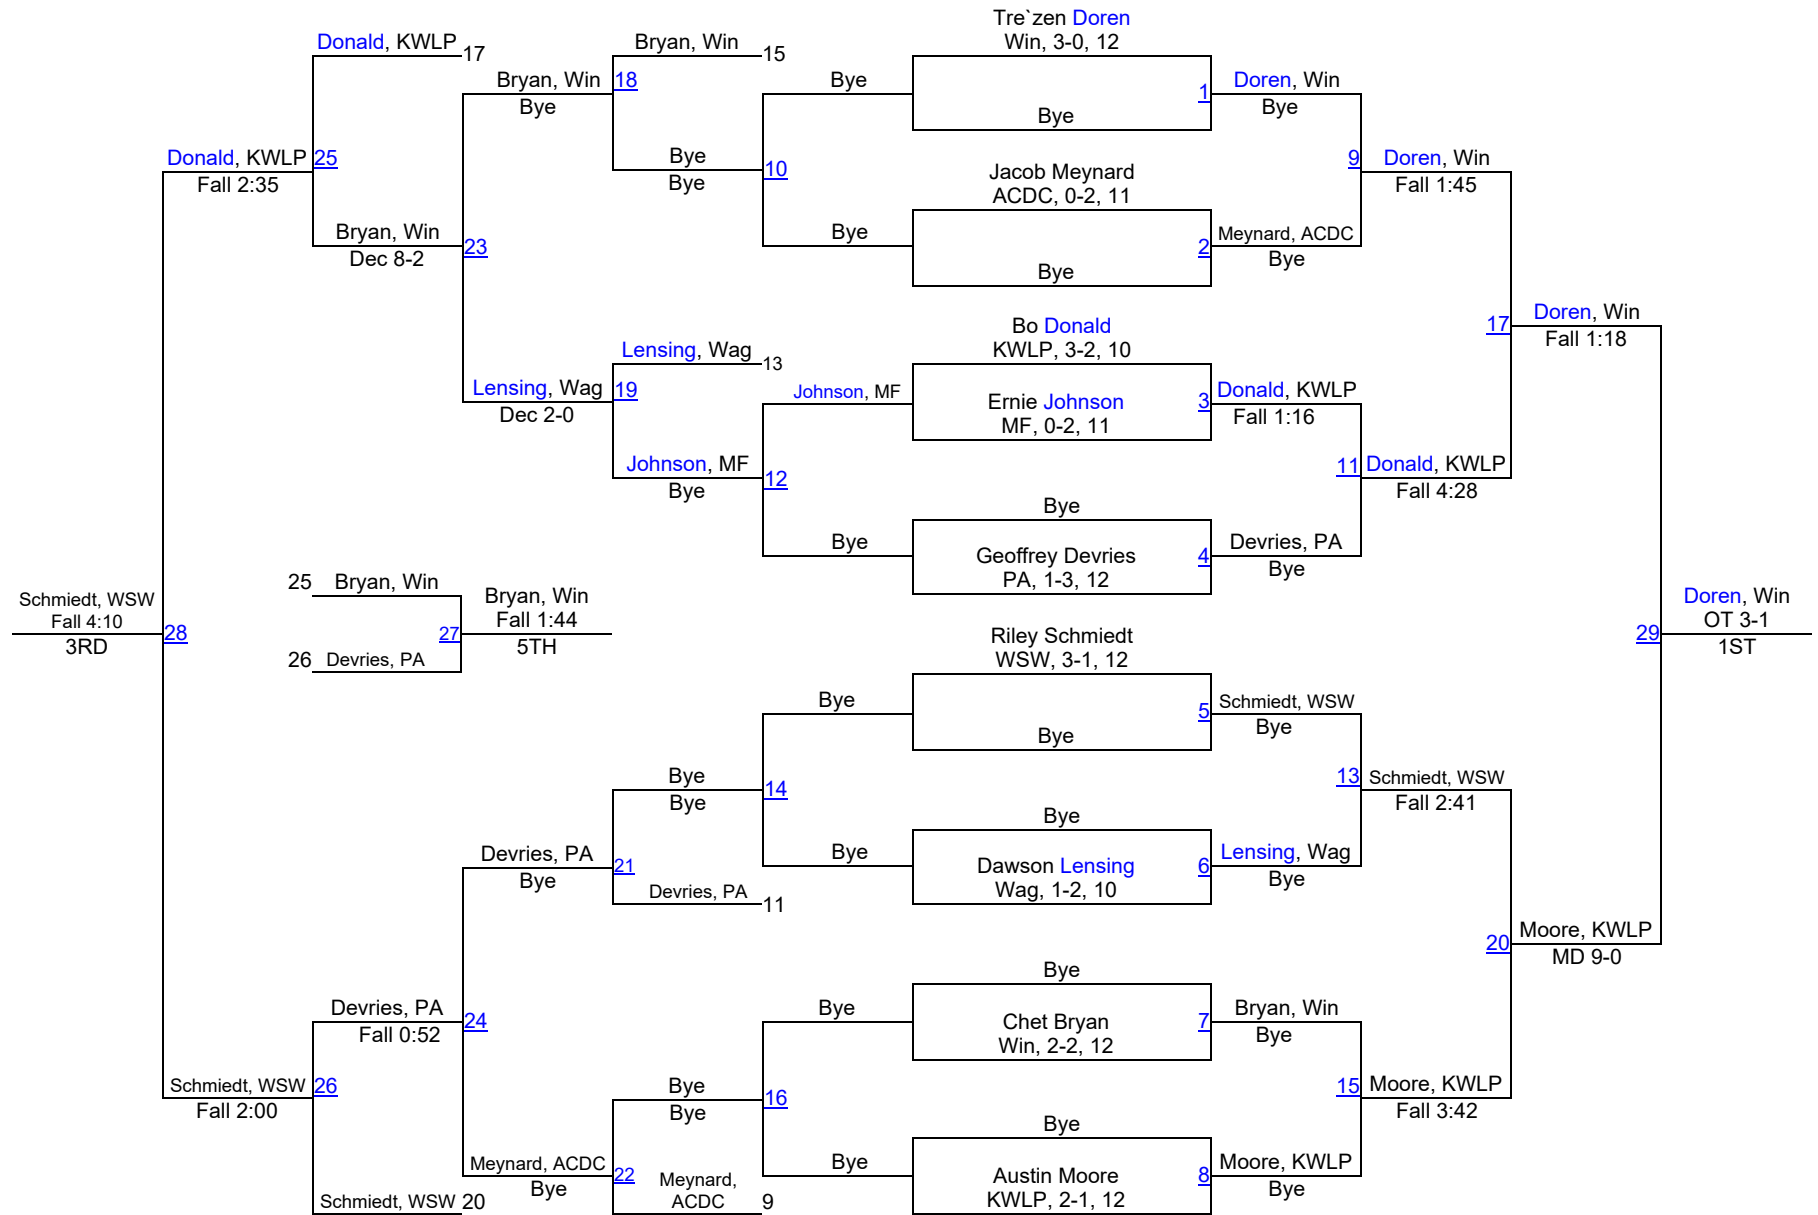 Tre`zen Doren
Win, 3-0, 12
Donald, KWLP
17
Bryan, Win
15
Bryan, Win
Bye
18
Bye
Bye
1
Doren, Win
Bye
Donald, KWLP
Fall 2:35
25
Bye
Bye
10
Jacob Meynard
ACDC, 0-2, 11
9
Doren, Win
Fall 1:45
Bryan, Win
Dec 8-2
23
Bye
Bye
2
Meynard, ACDC
Bye
Bo Donald
KWLP, 3-2, 10
17
Doren, Win
Fall 1:18
Lensing, Wag
13
Lensing, Wag
Dec 2-0
19
Johnson, MF
Ernie Johnson
MF, 0-2, 11
3
Donald, KWLP
Fall 1:16
Johnson, MF
Bye
12
11
Donald, KWLP
Fall 4:28
Bye
Bye
Geoffrey Devries
PA, 1-3, 12
4
Devries, PA
Bye
Schmiedt, WSW
Fall 4:10
3RD
28
25
Bryan, Win
27
Bryan, Win
Fall 1:44
5TH
26
Devries, PA
29
Doren, Win
OT 3-1
1ST
Riley Schmiedt
WSW, 3-1, 12
Bye
Bye
5
Schmiedt, WSW
Bye
Bye
Bye
14
13
Schmiedt, WSW
Fall 2:41
Devries, PA
Bye
21
Bye
Bye
Dawson Lensing
Wag, 1-2, 10
6
Lensing, Wag
Bye
Devries, PA
11
20
Moore, KWLP
MD 9-0
Devries, PA
Fall 0:52
24
Bye
Bye
Chet Bryan
Win, 2-2, 12
7
Bryan, Win
Bye
Schmiedt, WSW
Fall 2:00
26
Bye
Bye
16
15
Moore, KWLP
Fall 3:42
Meynard, ACDC
Bye
22
Meynard,
ACDC
9
Bye
Bye
Austin Moore
KWLP, 2-1, 12
8
Moore, KWLP
Bye
Schmiedt, WSW
20